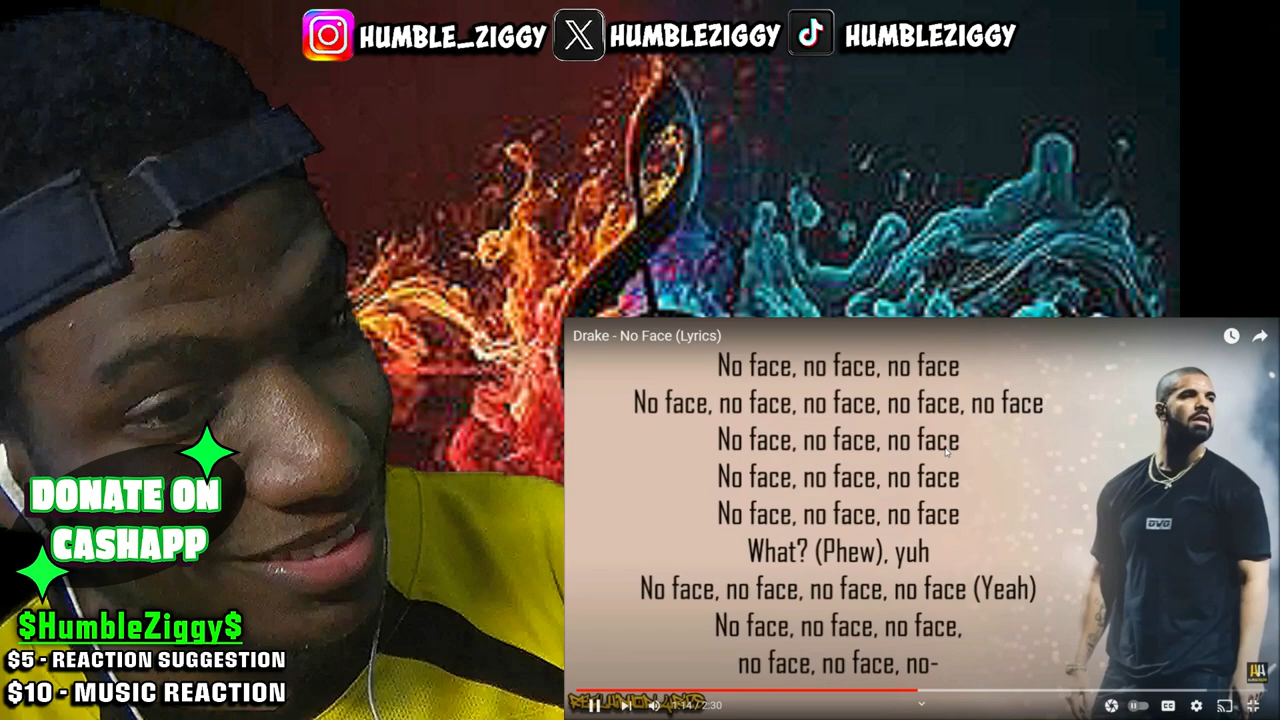 HUMBLE_ZIGGY HUMBLEZIGGY HUMBLEZIGGY
Drake - No Face (Lyrics)
No face, no face, no face
No face, no face, no face, no face, no face
No face, no face, no face
No face, no face, no face
No face, no face, no face
What? (Phew), yuh
No face, no face, no face, no face (Yeah)
No face, no face, no face,
no face, no face, no-
OVO
1:14 / 2:30
DONATE ON
CASHAPP
$HumbleZiggy$
$5 - REACTION SUGGESTION
$10 - MUSIC REACTION